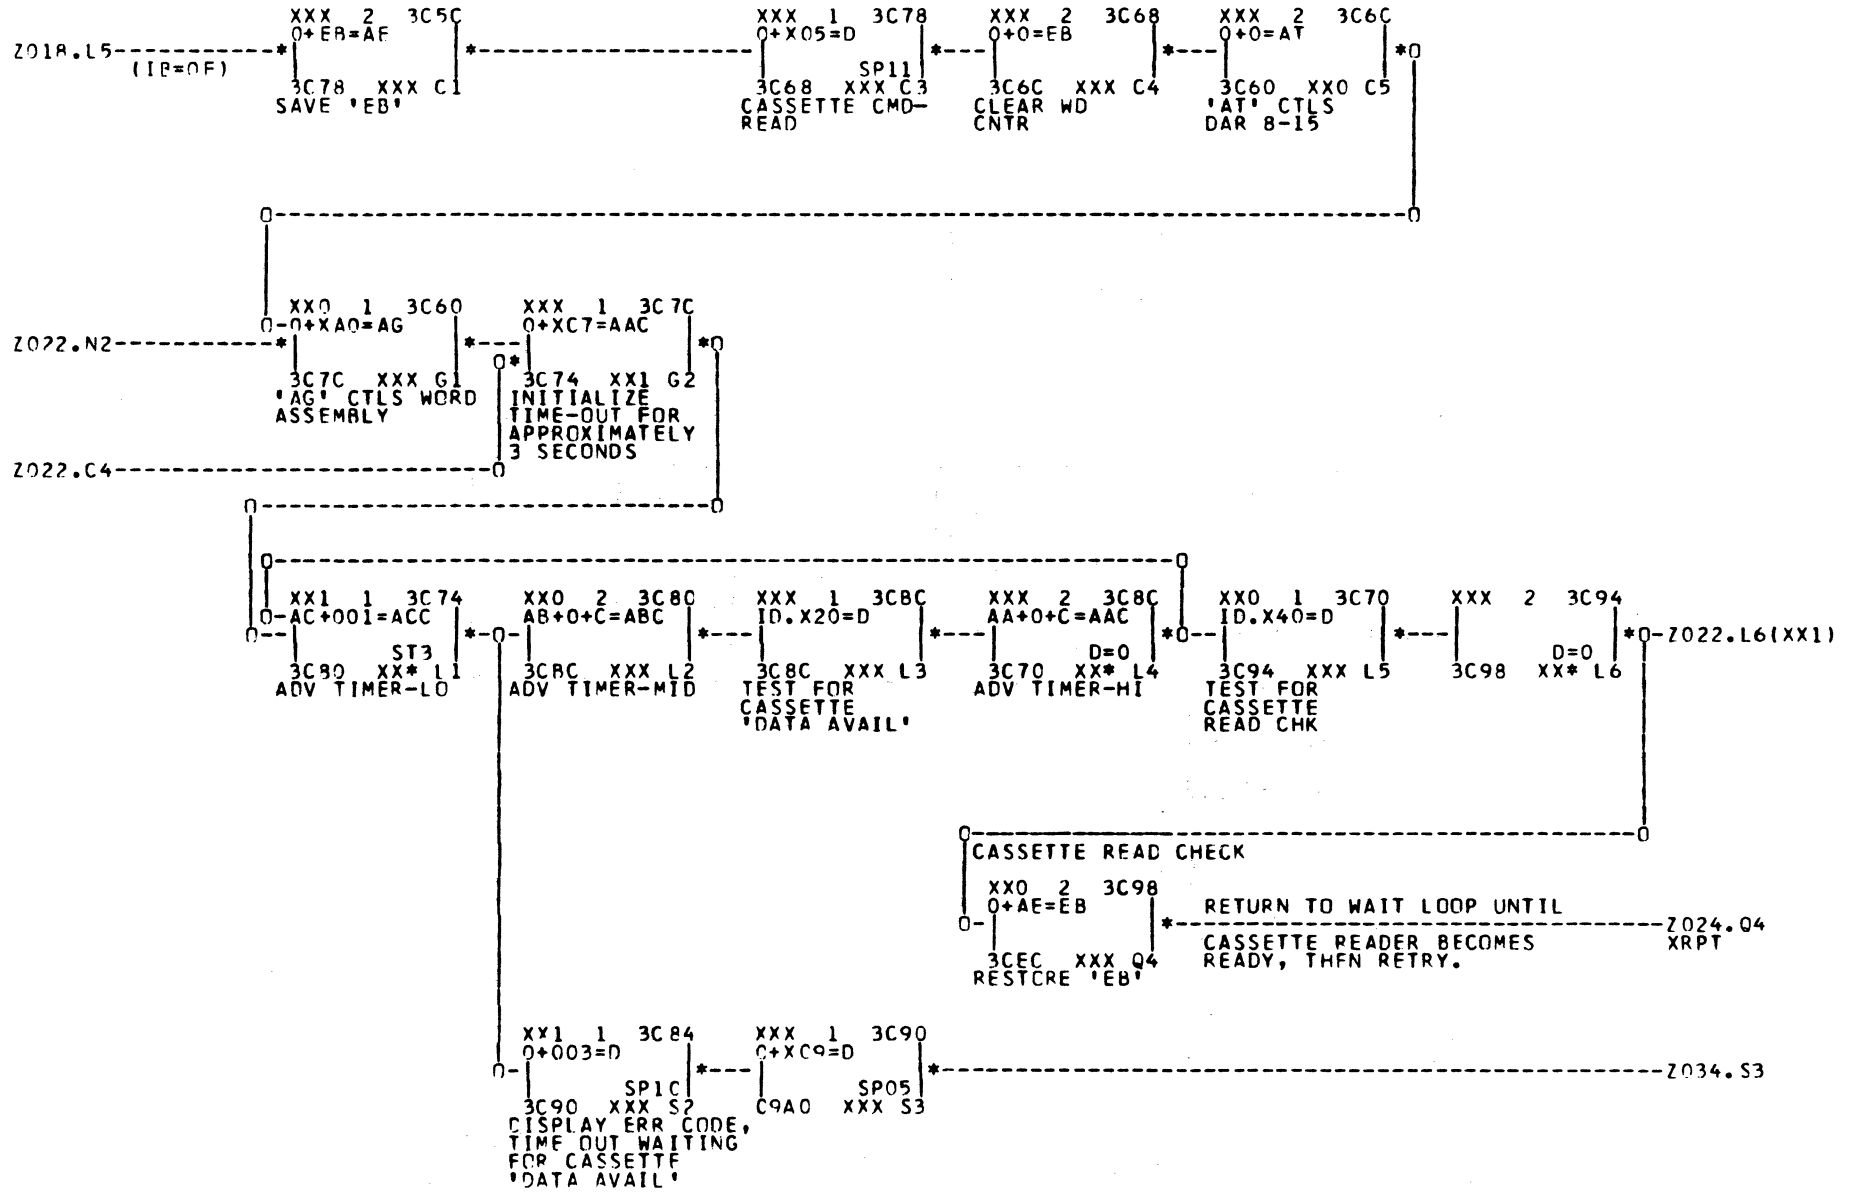 XXX 2 3C5C XXX 1 3C78 XXX 2 3C68 XXX 2 3C6C
0+EB=AE 0+X05=D 0+0=EB 0+0=AT
Z018.L5
(IB=0F)
SP11
3C78 XXX C1 3C68 XXX C3 3C6C XXX C4 3C60 XX0 C5
SAVE 'EB' CASSETTE CMD- CLEAR WD 'AT' CTLS
READ CNTR DAR 8-15
XX0 1 3C60 XXX 1 3C7C
0+XA0=AG 0+XC7=AAC
Z022.N2
3C7C XXX G1 3C74 XX1 G2
'AG' CTLS WORD INITIALIZE
ASSEMBLY TIME-OUT FOR
APPROXIMATELY
3 SECONDS
Z022.C4
XX1 1 3C74 XX0 2 3C80 XXX 1 3CBC XXX 2 3C8C XX0 1 3C70 XXX 2 3C94
AC+001=ACC AB+0+C=ABC ID.X20=D AA+0+C=AAC ID.X40=D
Z022.L6(XX1)
ST3 D=0 D=0
3C80 XX* L1 3CBC XXX L2 3C8C XXX L3 3C70 XX* L4 3C94 XXX L5 3C98 XX* L6
ADV TIMER-LO ADV TIMER-MID TEST FOR ADV TIMER-HI TEST FOR
CASSETTE CASSETTE
'DATA AVAIL' READ CHK
CASSETTE READ CHECK
XX0 2 3C98
0+AE=EB RETURN TO WAIT LOOP UNTIL
Z024.Q4
CASSETTE READER BECOMES XRPT
3CEC XXX Q4 READY, THEN RETRY.
RESTORE 'EB'
XX1 1 3C84 XXX 1 3C90
0+003=D 0+XC9=D
Z034.S3
SP1C SP05
3C90 XXX S2 C9A0 XXX S3
DISPLAY ERR CODE,
TIME OUT WAITING
FOR CASSETTE
'DATA AVAIL'